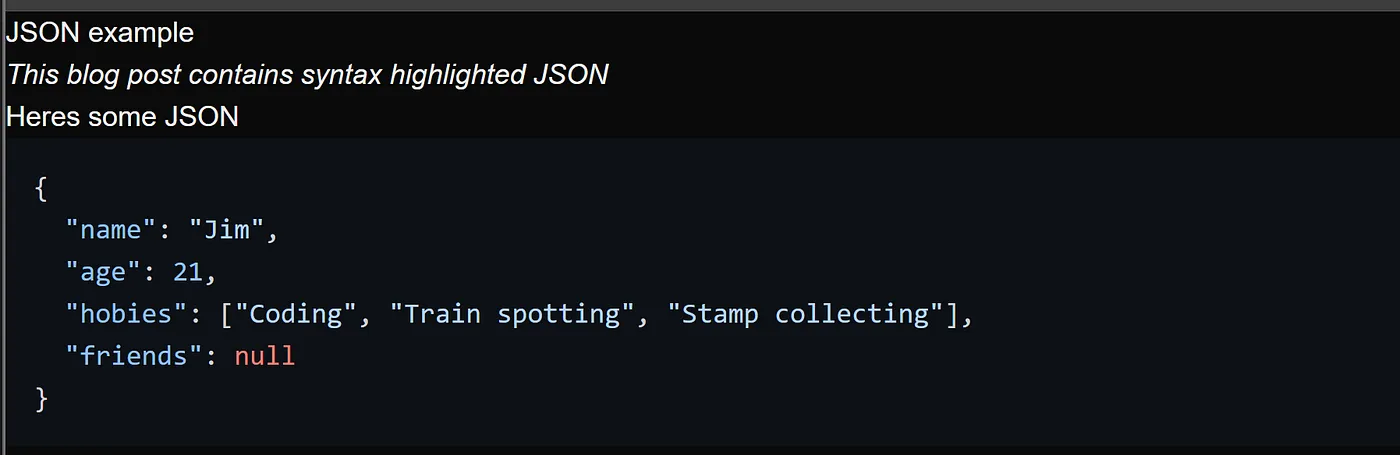 JSON example
This blog post contains syntax highlighted JSON
Heres some JSON
{
  "name": "Jim",
  "age": 21,
  "hobies": ["Coding", "Train spotting", "Stamp collecting"],
  "friends": null
}